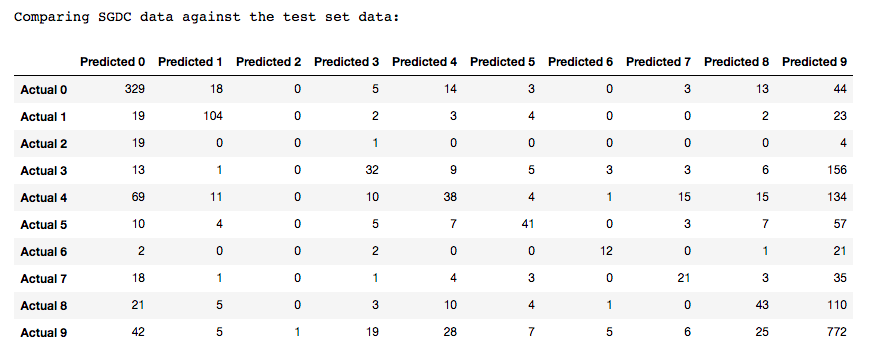 Comparing SGDC data against the test set data:
Predicted 0 Predicted 1 Predicted 2 Predicted 3 Predicted 4 Predicted 5 Predicted 6 Predicted 7 Predicted 8 Predicted 9
Actual 0 329 18 0 5 14 3 0 3 13 44
Actual 1 19 104 0 2 3 4 0 0 2 23
Actual 2 19 0 0 1 0 0 0 0 0 4
Actual 3 13 1 0 32 9 5 3 3 6 156
Actual 4 69 11 0 10 38 4 1 15 15 134
Actual 5 10 4 0 5 7 41 0 3 7 57
Actual 6 2 0 0 2 0 0 12 0 1 21
Actual 7 18 1 0 1 4 3 0 21 3 35
Actual 8 21 5 0 3 10 4 1 0 43 110
Actual 9 42 5 1 19 28 7 5 6 25 772